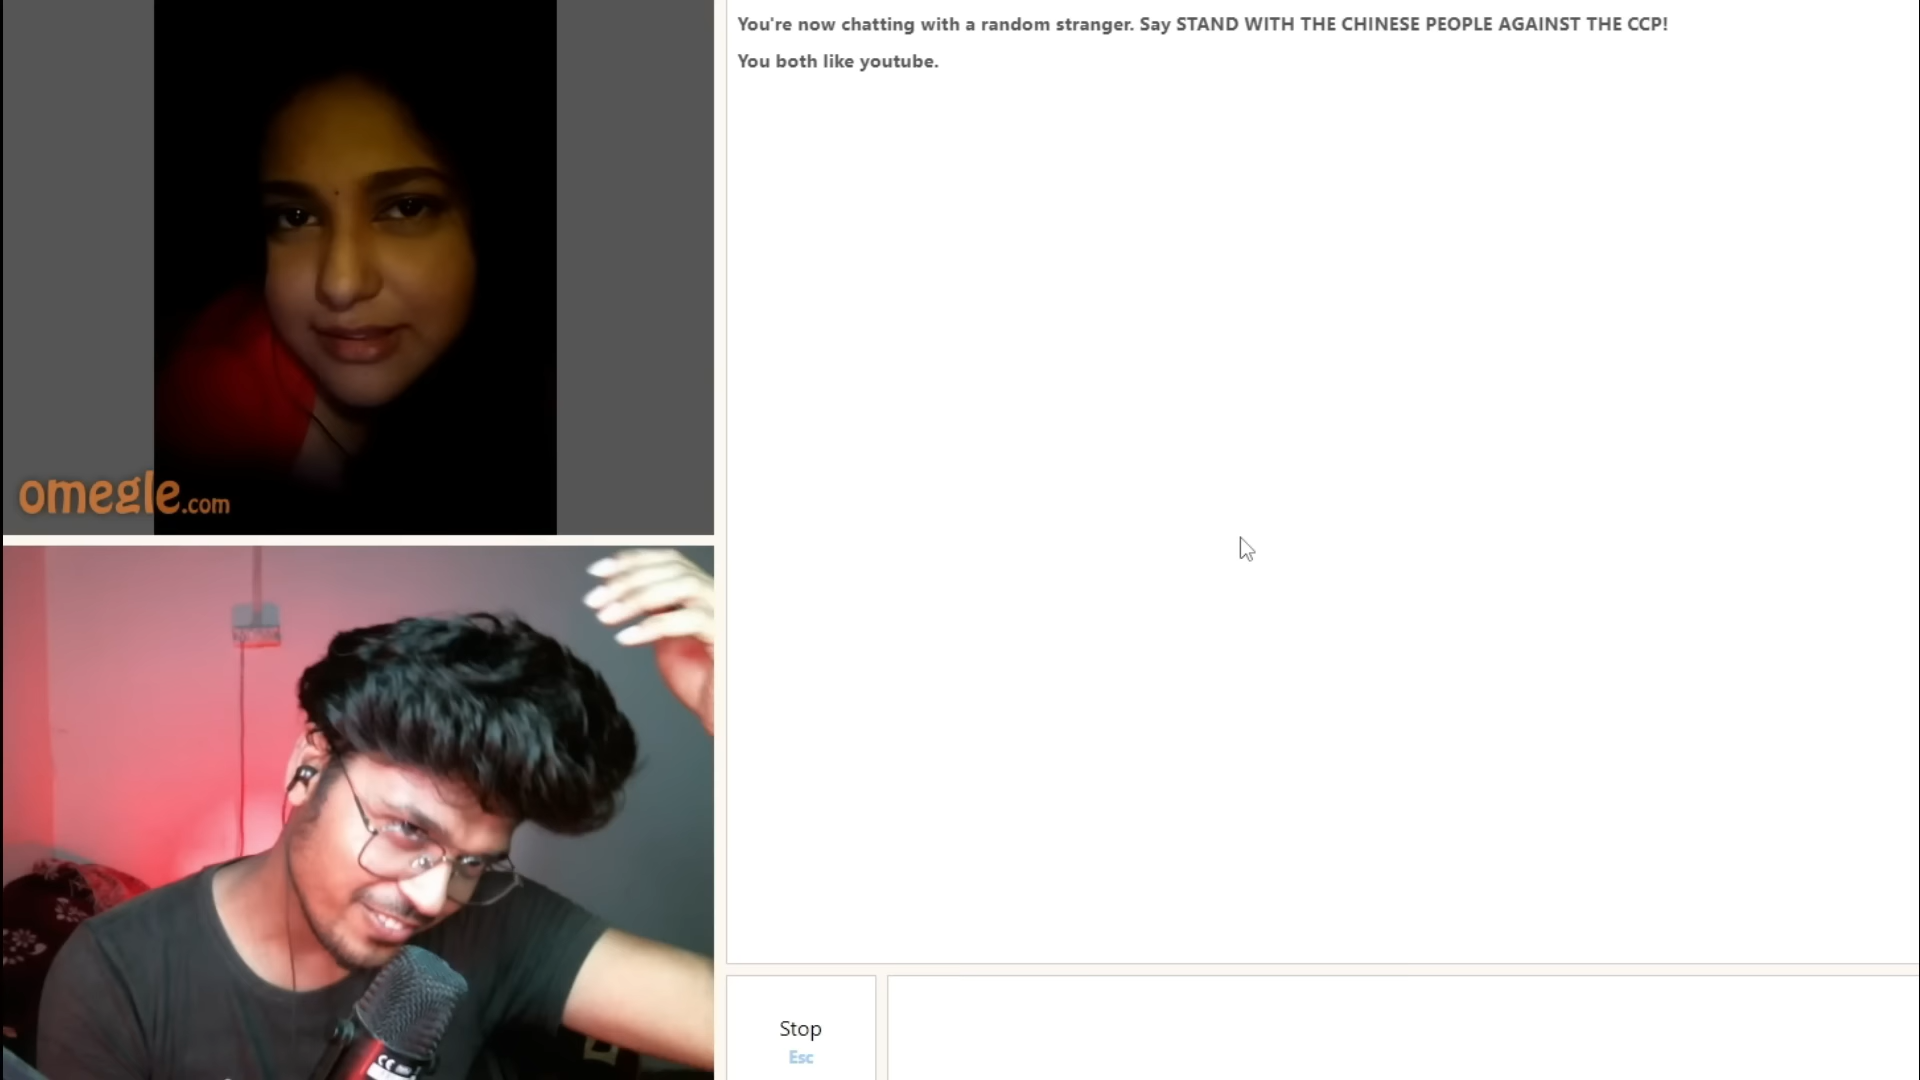 You're now chatting with a random stranger. Say STAND WITH THE CHINESE PEOPLE AGAINST THE CCP!
You both like youtube.
omegle.com
CE
Stop
Esc